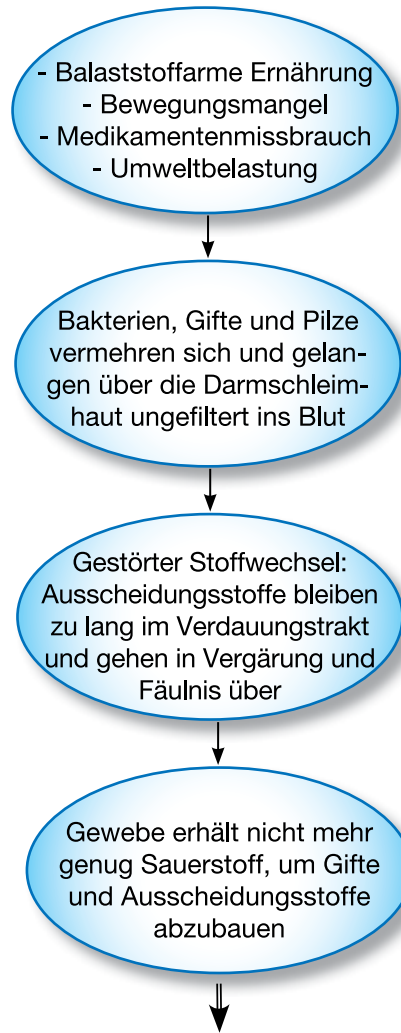 - Balaststoffarme Ernährung
- Bewegungsmangel
- Medikamentenmissbrauch
- Umweltbelastung
Bakterien, Gifte und Pilze
vermehren sich und gelan-
gen über die Darmschleim-
haut ungefiltert ins Blut
Gestörter Stoffwechsel:
Ausscheidungsstoffe bleiben
zu lang im Verdauungstrakt
und gehen in Vergärung und
Fäulnis über
Gewebe erhält nicht mehr
genug Sauerstoff, um Gifte
und Ausscheidungsstoffe
abzubauen